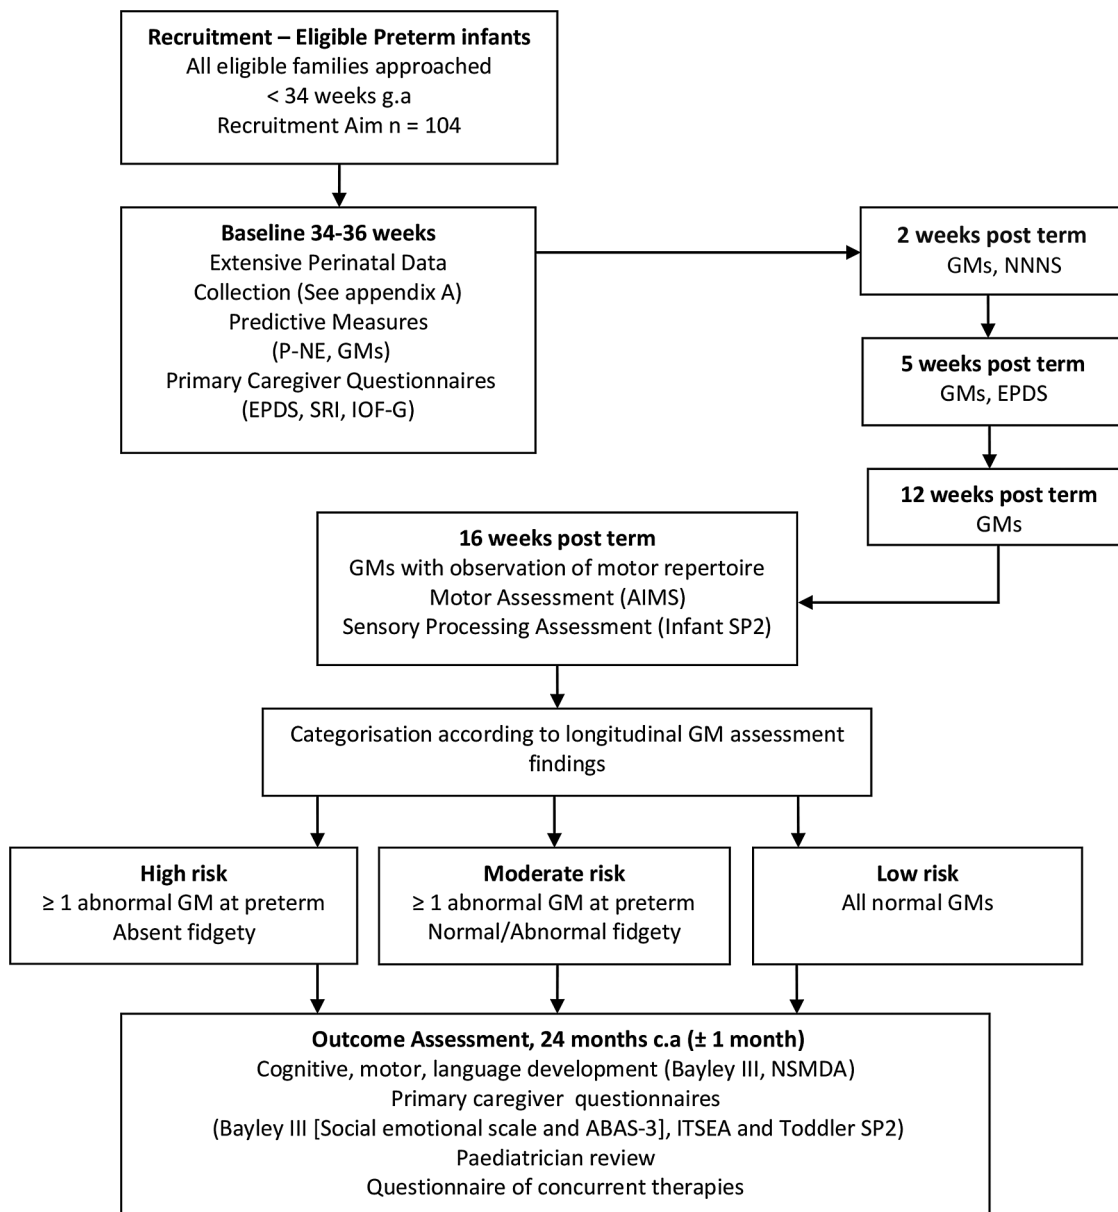 Recruitment – Eligible Preterm infants
All eligible families approached
< 34 weeks g.a
Recruitment Aim n = 104
Baseline 34-36 weeks
Extensive Perinatal Data
Collection (See appendix A)
Predictive Measures
(P-NE, GMs)
Primary Caregiver Questionnaires
(EPDS, SRI, IOF-G)
2 weeks post term
GMs, NNNS
5 weeks post term
GMs, EPDS
12 weeks post term
GMs
16 weeks post term
GMs with observation of motor repertoire
Motor Assessment (AIMS)
Sensory Processing Assessment (Infant SP2)
Categorisation according to longitudinal GM assessment
findings
High risk
≥ 1 abnormal GM at preterm
Absent fidgety
Moderate risk
≥ 1 abnormal GM at preterm
Normal/Abnormal fidgety
Low risk
All normal GMs
Outcome Assessment, 24 months c.a (± 1 month)
Cognitive, motor, language development (Bayley III, NSMDA)
Primary caregiver questionnaires
(Bayley III [Social emotional scale and ABAS-3], ITSEA and Toddler SP2)
Paediatrician review
Questionnaire of concurrent therapies